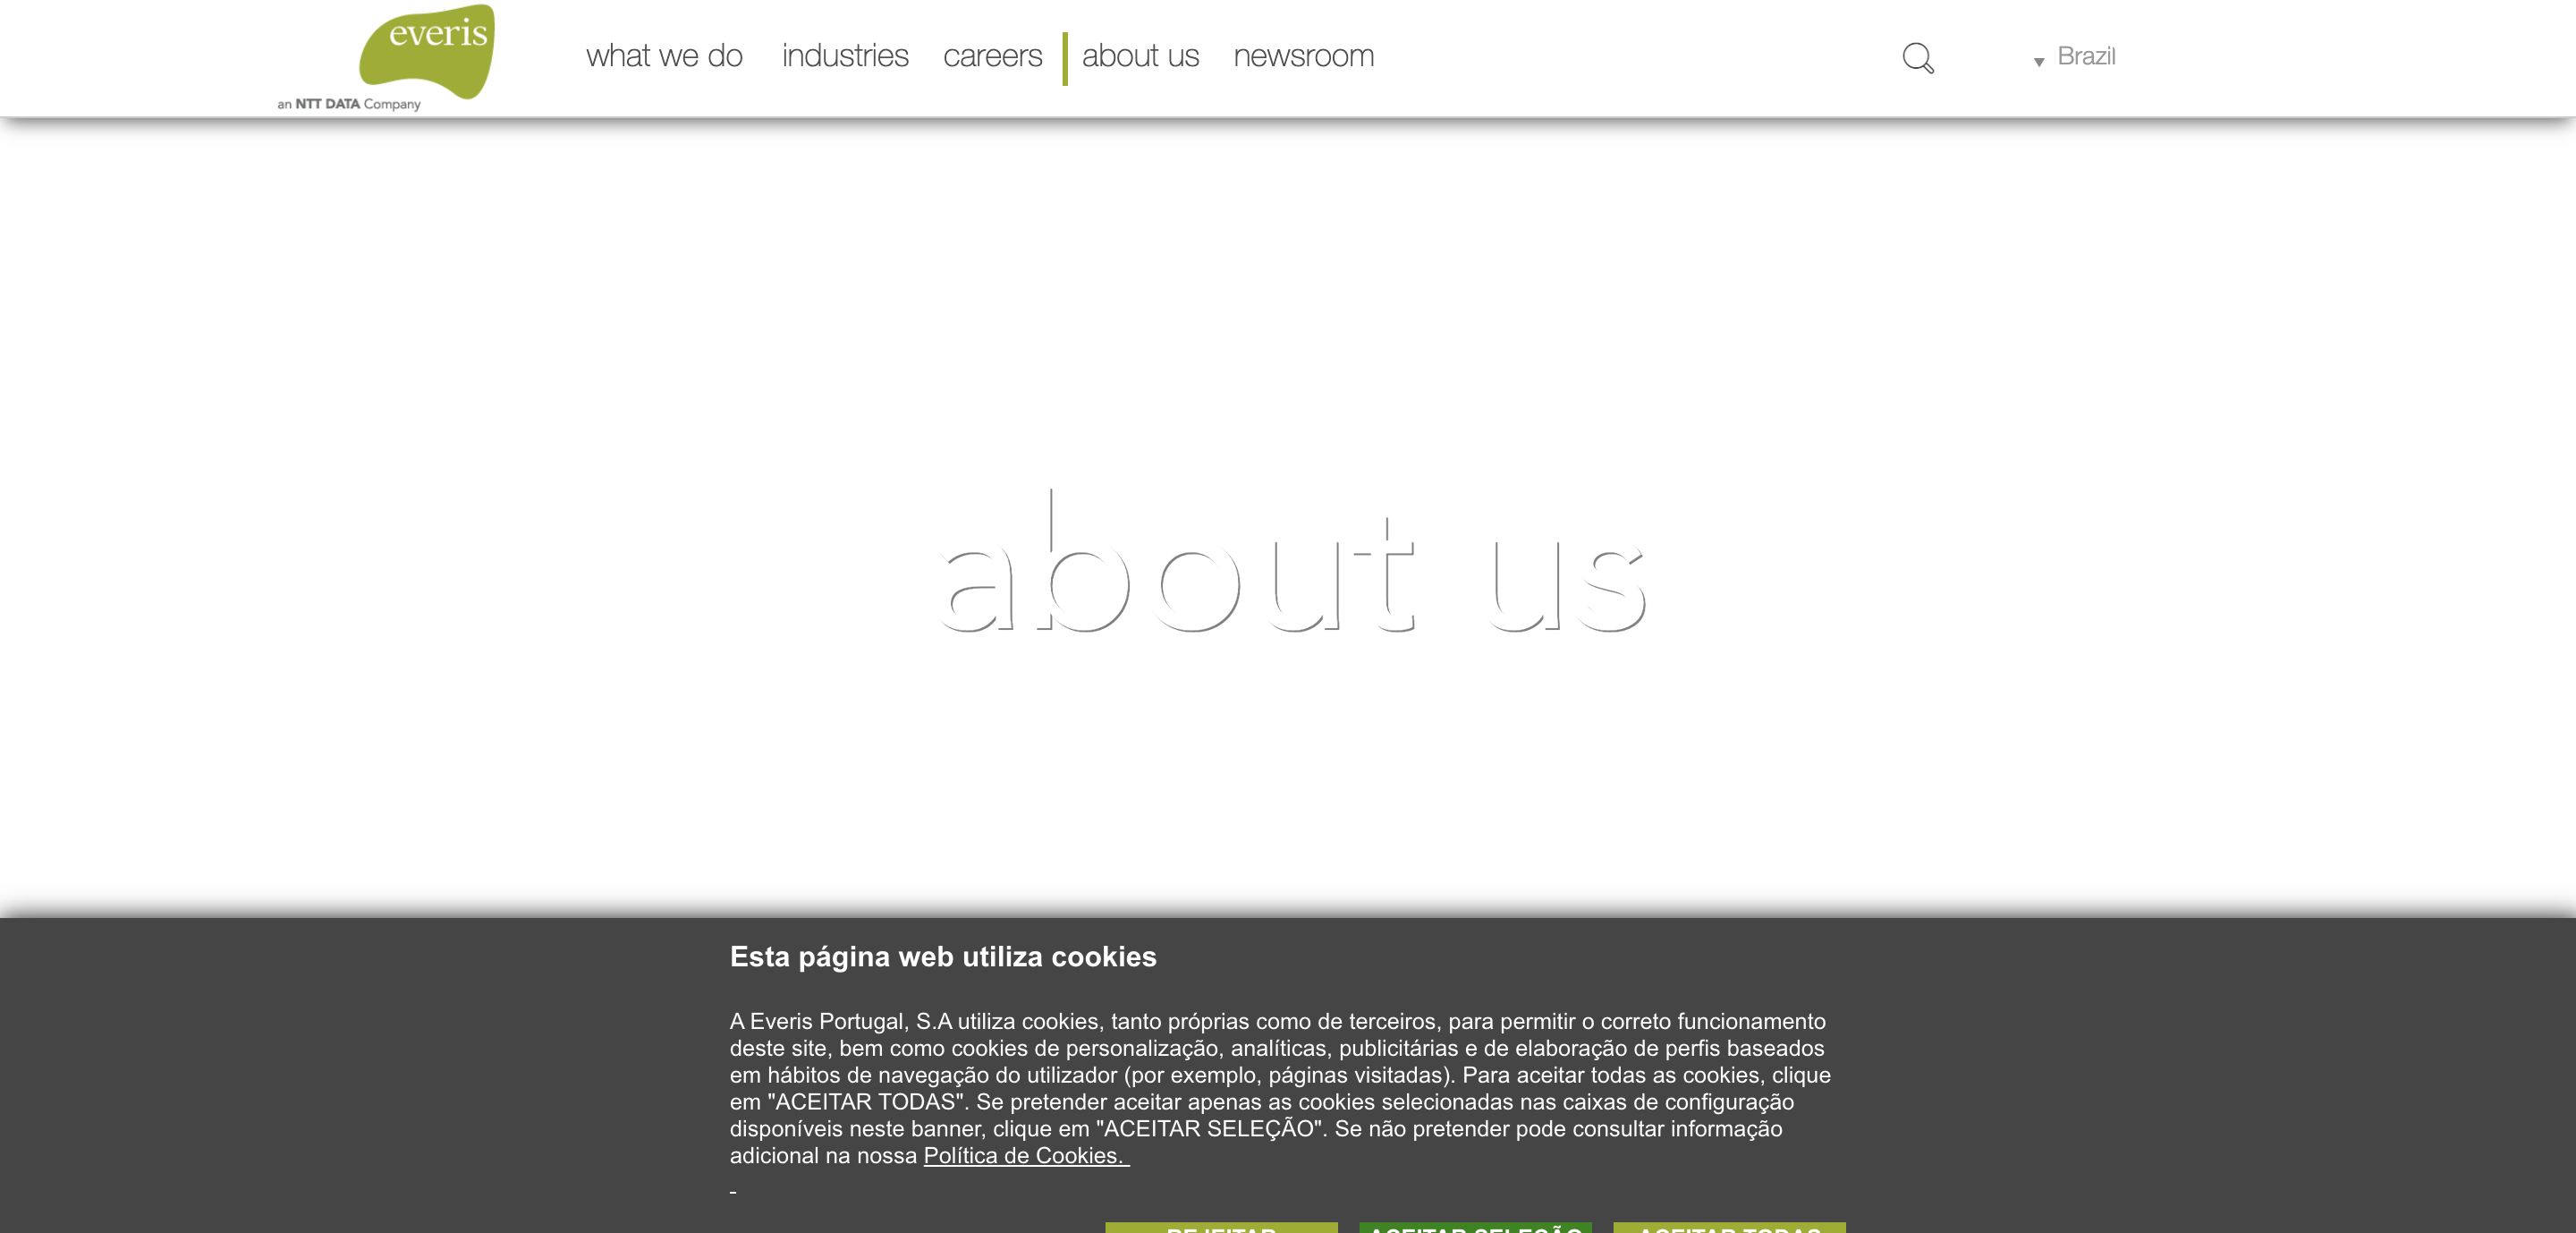 everis
an NTT DATA Company
what we do industries careers about us newsroom
Brazil
about us
Esta página web utiliza cookies
A Everis Portugal, S.A utiliza cookies, tanto próprias como de terceiros, para permitir o correto funcionamento
deste site, bem como cookies de personalização, analíticas, publicitárias e de elaboração de perfis baseados
em hábitos de navegação do utilizador (por exemplo, páginas visitadas). Para aceitar todas as cookies, clique
em "ACEITAR TODAS". Se pretender aceitar apenas as cookies selecionadas nas caixas de configuração
disponíveis neste banner, clique em "ACEITAR SELEÇÃO". Se não pretender pode consultar informação
adicional na nossa Política de Cookies.
REJEITAR ACEITAR SELEÇÃO ACEITAR TODAS